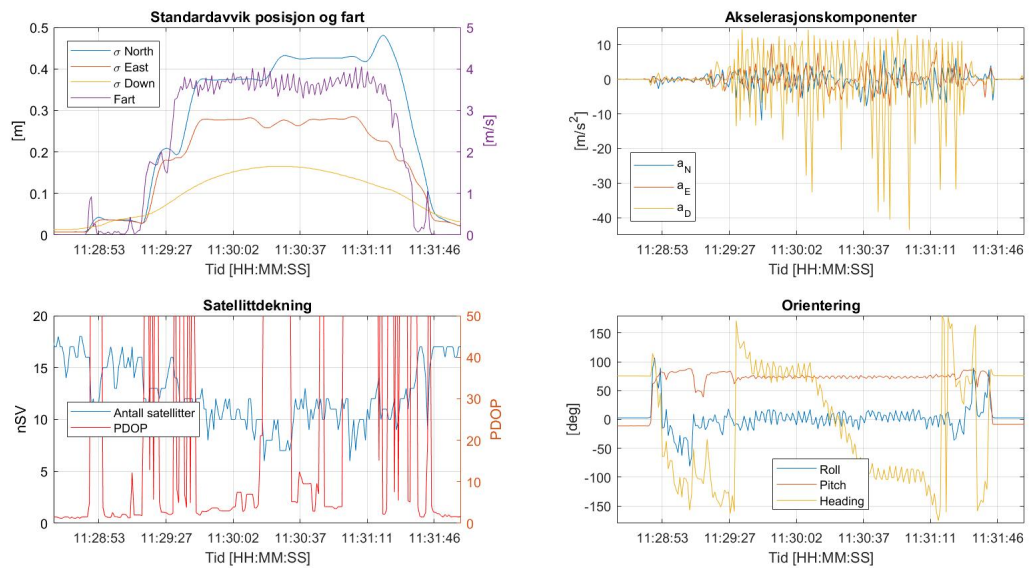 Standardavvik posisjon og fart
0.5
0.4
0.3
0.2
0.1
0
[m]
5
4
3
2
1
0
[m/s]
σ North
σ East
σ Down
Fart
11:28:53 11:29:27 11:30:02 11:30:37 11:31:11 11:31:46
Tid [HH:MM:SS]
Akselerasjonskomponenter
10
0
-10
-20
-30
-40
[m/s²]
a_N
a_E
a_D
11:28:53 11:29:27 11:30:02 11:30:37 11:31:11 11:31:46
Tid [HH:MM:SS]
Satellittdekning
20
15
10
5
0
nSV
50
40
30
20
10
0
PDOP
Antall satellitter
PDOP
11:28:53 11:29:27 11:30:02 11:30:37 11:31:11 11:31:46
Tid [HH:MM:SS]
Orientering
150
100
50
0
-50
-100
-150
[deg]
Roll
Pitch
Heading
11:28:53 11:29:27 11:30:02 11:30:37 11:31:11 11:31:46
Tid [HH:MM:SS]